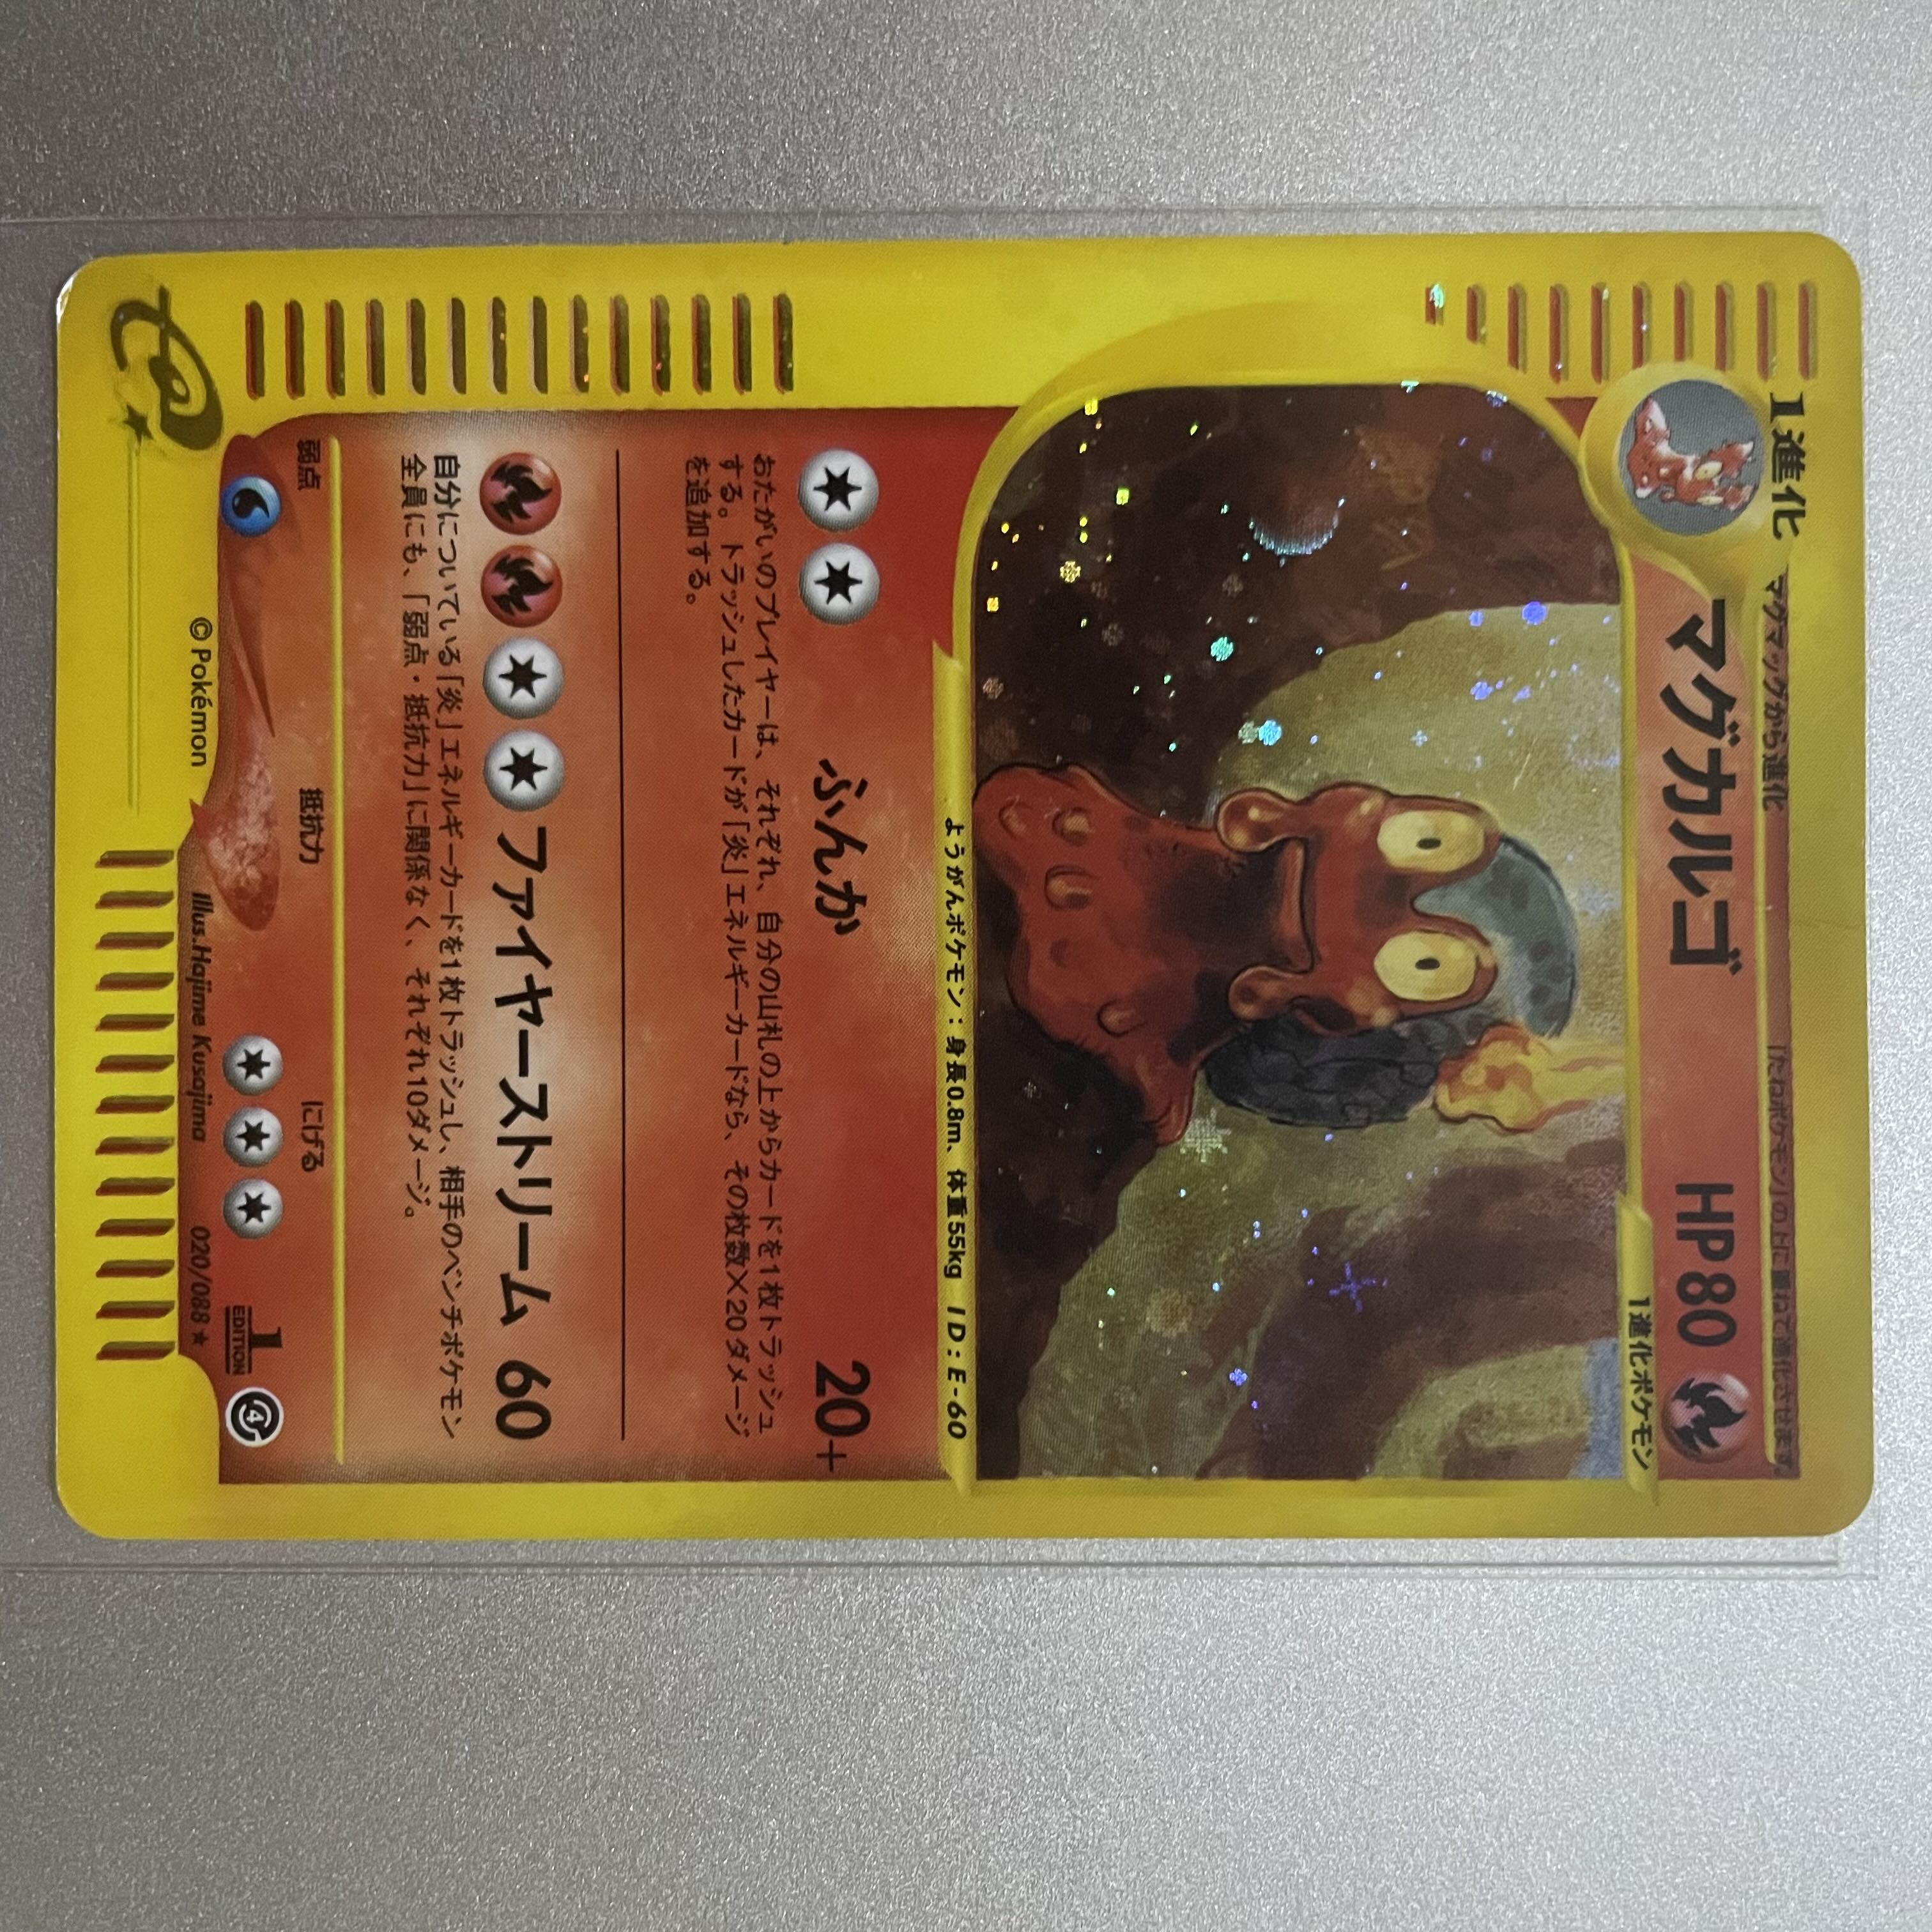 1進化
マグマッグから進化
「たねポケモン」の上に重ねて進化させます。
マグカルゴ
HP80
1進化ポケモン
ようがんポケモン：身長0.8m、体重55kg ID:E-60
ふんか 20+
おたがいのプレイヤーは、それぞれ、自分の山札の上からカードを1枚トラッシュ
する。トラッシュしたカードが「炎」エネルギーカードなら、その枚数×20ダメージ
を追加する。
ファイヤーストリーム 60
自分についている「炎」エネルギーカードを1枚トラッシュし、相手のベンチポケモン
全員にも、「弱点・抵抗力」に関係なく、それぞれ10ダメージ。
弱点
抵抗力
にげる
1
EDITION
© Pokémon
Illus.Hajime Kusajima
020/088★
e